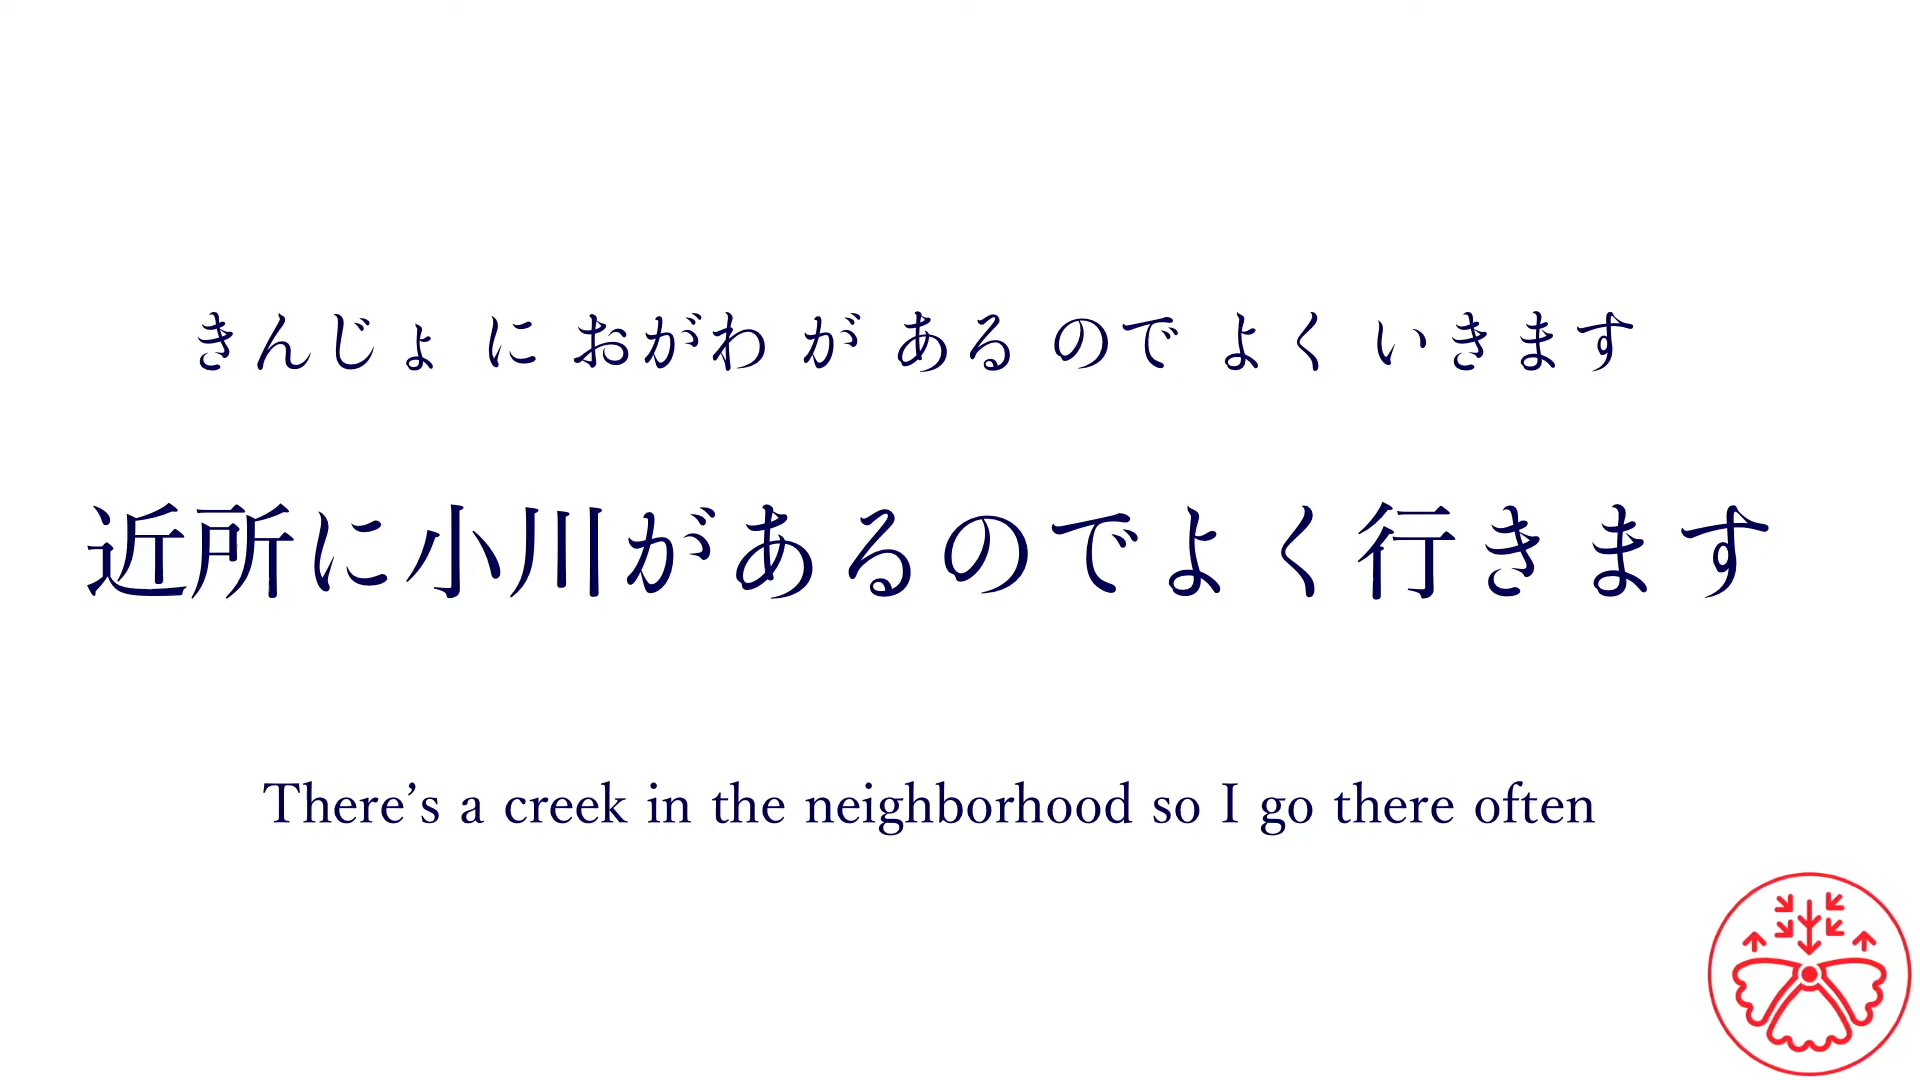 きんじょ に おがわ が ある ので よく いきます
近所に小川があるのでよく行きます
There’s a creek in the neighborhood so I go there often